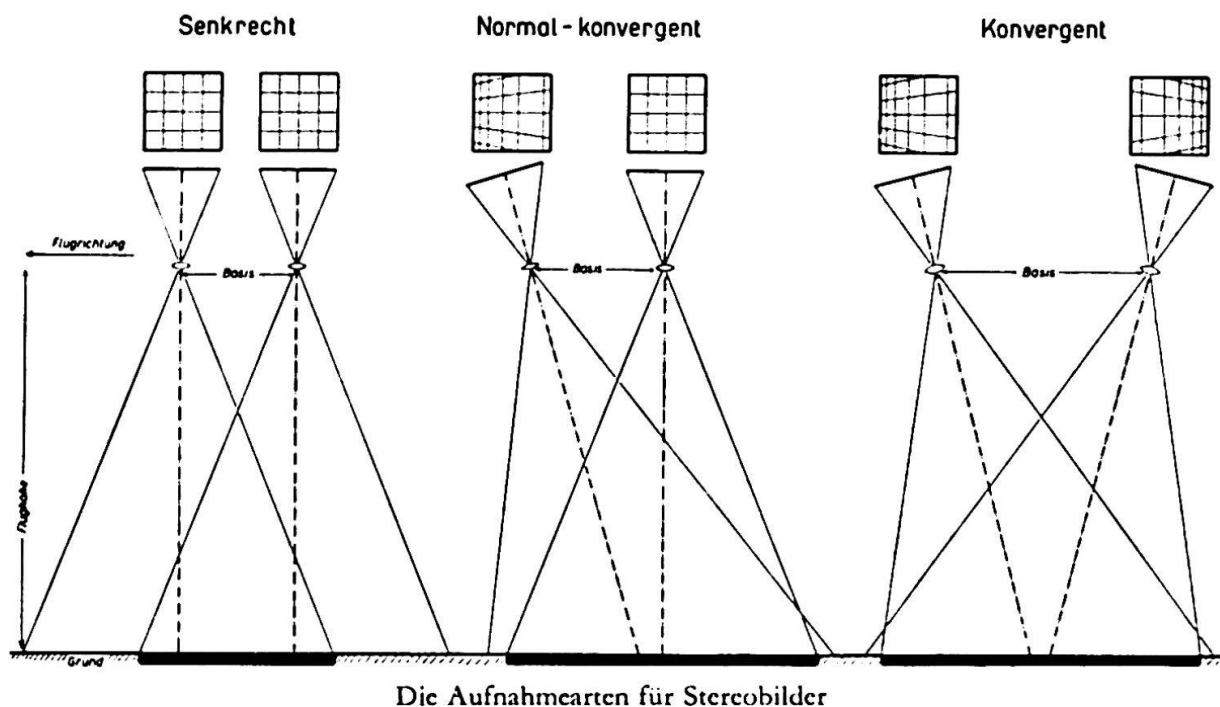 Senkrecht
Normal-konvergent
Konvergent
Flugrichtung
Basis
Basis
Basis
Flughöhe
Grund
Die Aufnahmearten für Stereobilder